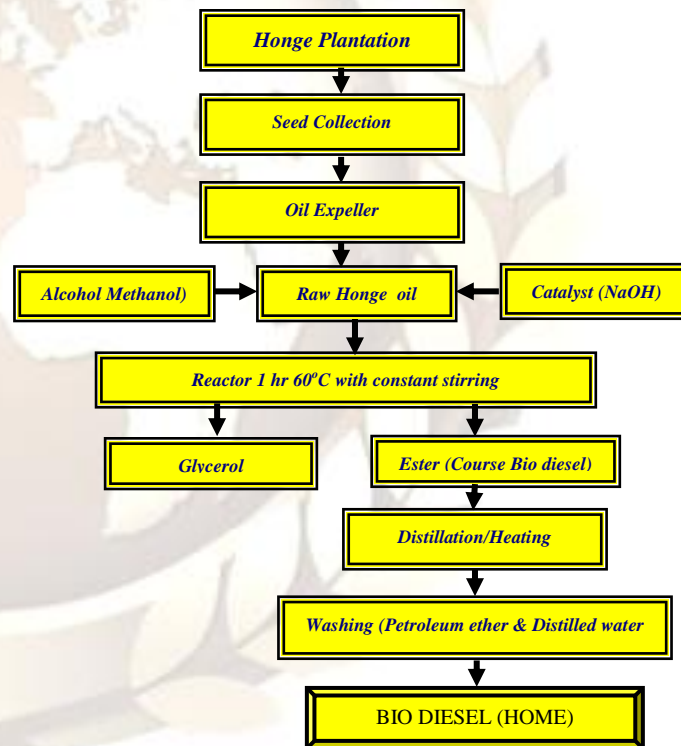 Honge Plantation
Seed Collection
Oil Expeller
Alcohol Methanol)
Raw Honge oil
Catalyst (NaOH)
Reactor 1 hr 60°C with constant stirring
Glycerol
Ester (Course Bio diesel)
Distillation/Heating
Washing (Petroleum ether & Distilled water
BIO DIESEL (HOME)